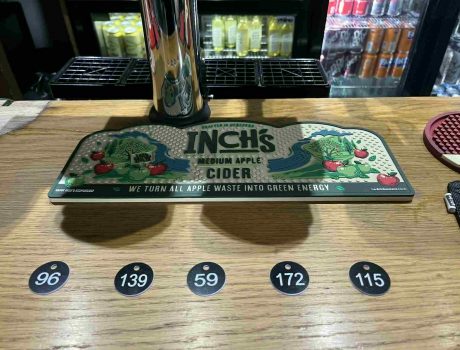 INCH'S
MEDIUM APPLE
CIDER
WE TURN ALL APPLE WASTE INTO GREEN ENERGY
96 139 59 172 115